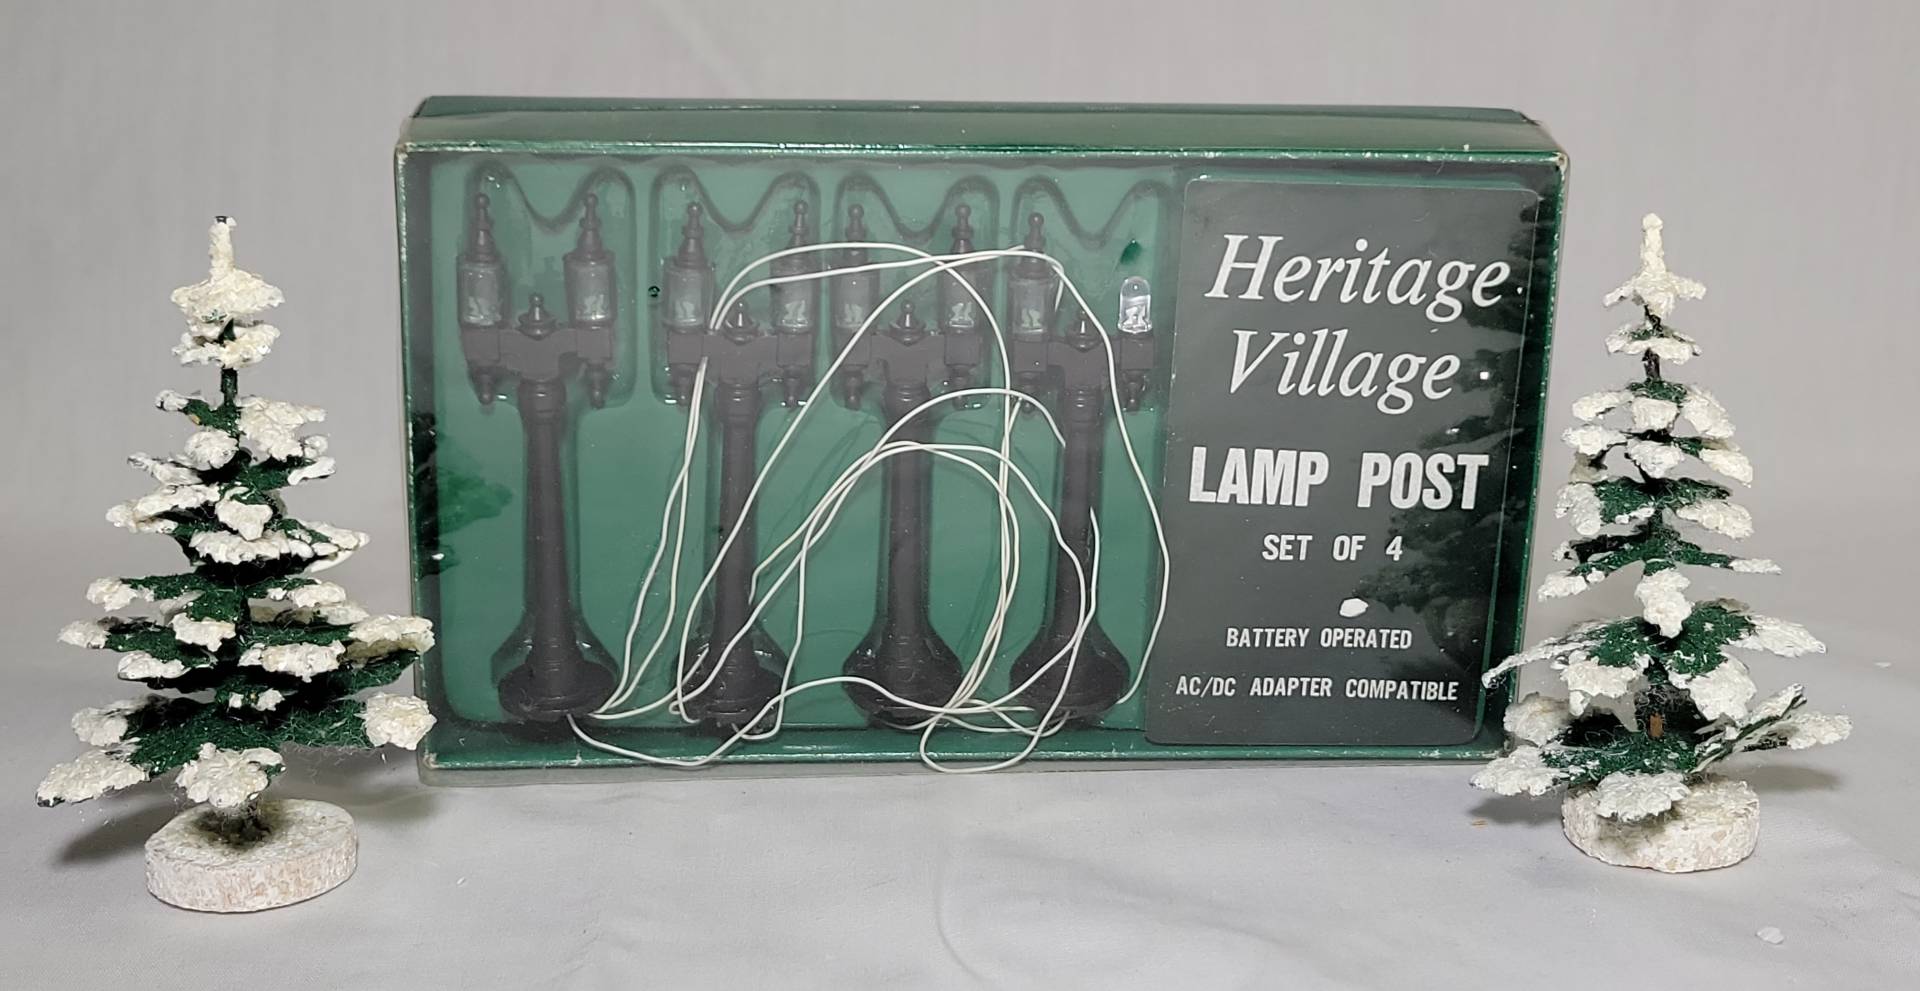 Heritage
Village
LAMP POST
SET OF 4
BATTERY OPERATED
AC/DC ADAPTER COMPATIBLE